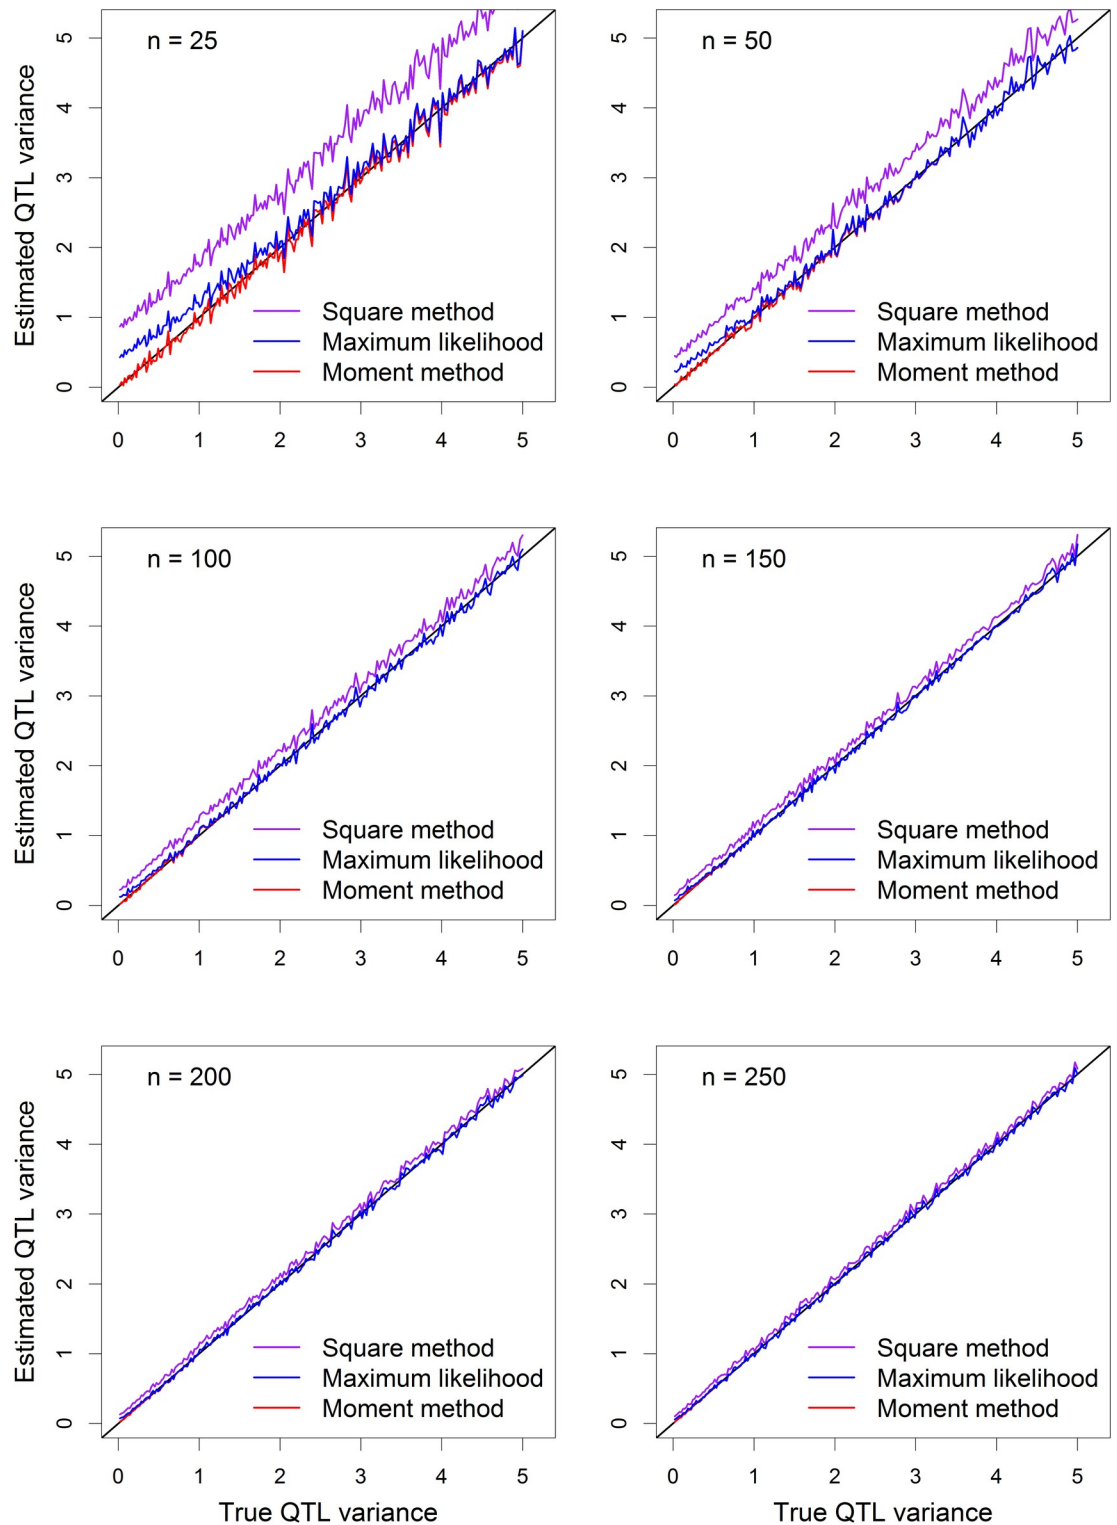 n = 25
Estimated QTL variance
5
4
3
2
1
0
Square method
Maximum likelihood
Moment method
0 1 2 3 4 5
n = 50
5
4
3
2
1
0
Square method
Maximum likelihood
Moment method
0 1 2 3 4 5
n = 100
Estimated QTL variance
5
4
3
2
1
0
Square method
Maximum likelihood
Moment method
0 1 2 3 4 5
n = 150
5
4
3
2
1
0
Square method
Maximum likelihood
Moment method
0 1 2 3 4 5
n = 200
Estimated QTL variance
5
4
3
2
1
0
Square method
Maximum likelihood
Moment method
0 1 2 3 4 5
True QTL variance
n = 250
5
4
3
2
1
0
Square method
Maximum likelihood
Moment method
0 1 2 3 4 5
True QTL variance